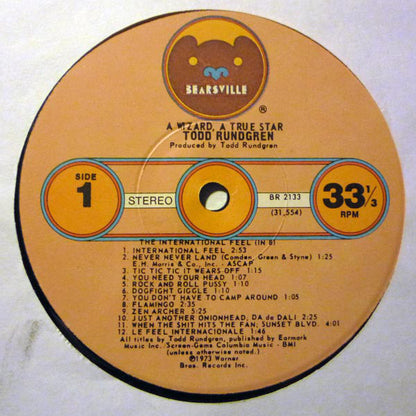 BEARSVILLE
®
A WIZARD, A TRUE STAR
TODD RUNDGREN
Produced by Todd Rundgren
SIDE
1
STEREO
BR 2133
(31,554)
33 1/3
RPM
THE INTERNATIONAL FEEL (IN 8)
1. INTERNATIONAL FEEL 2:53
2. NEVER NEVER LAND (Comden, Green & Styne) 1:25
E.H. Morris & Co., Inc. - ASCAP
3. TIC TIC TIC IT WEARS OFF 1:15
4. YOU NEED YOUR HEAD 1:07
5. ROCK AND ROLL PUSSY 1:10
6. DOGFIGHT GIGGLE 1:10
7. YOU DON'T HAVE TO CAMP AROUND 1:05
8. FLAMINGO 2:35
9. ZEN ARCHER 5:25
10. JUST ANOTHER ONIONHEAD, DA de DALI 2:25
11. WHEN THE SHIT HITS THE FAN; SUNSET BLVD. 4:01
12. LE FEEL INTERNACIONALE 1:46
All titles by Todd Rundgren, published by Earmark
Music Inc./Screen-Gems Columbia Music - BMI
(unless otherwise noted.)
℗1973 Warner
Bros. Records Inc.